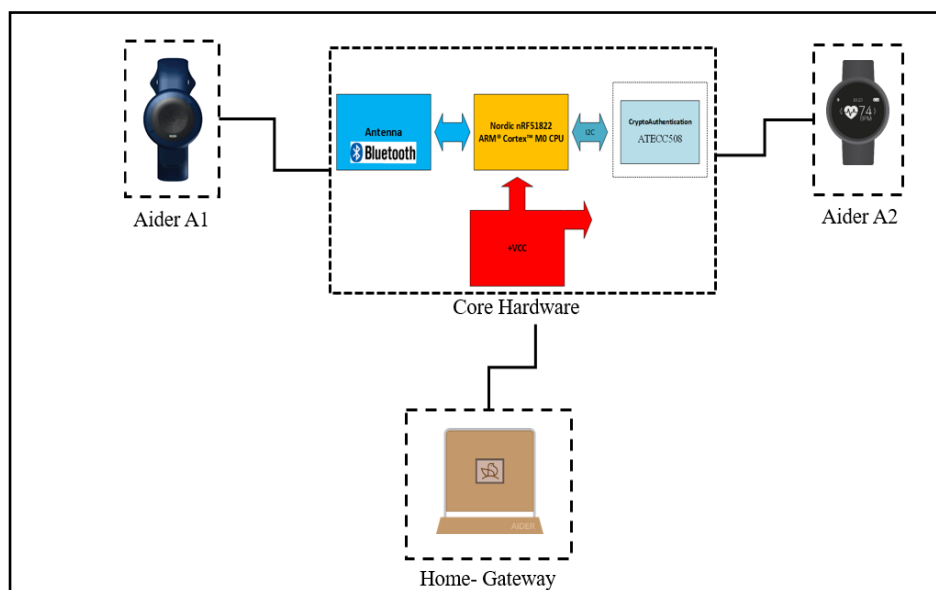 Aider A1
Antenna
Bluetooth
Nordic nRF51822
ARM® Cortex™ M0 CPU
I2C
CryptoAuthentication
ATECC508
+VCC
Core Hardware
74
BPM
Aider A2
AIDER
Home- Gateway